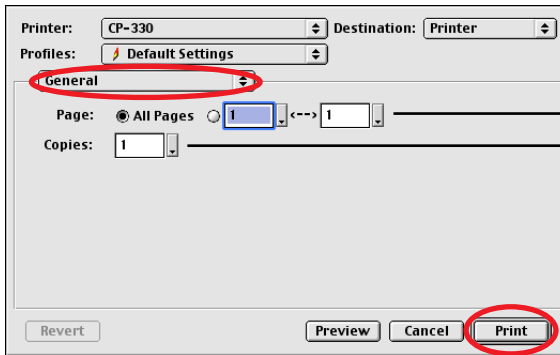 Printer: CP-330 Destination: Printer
Profiles: Default Settings
General
Page: All Pages 1 <--> 1
Copies: 1
Revert Preview Cancel Print